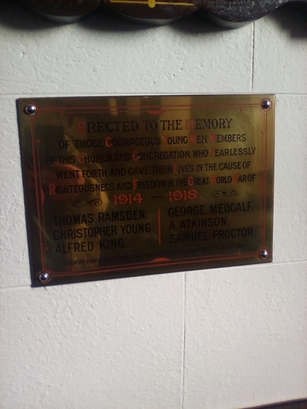 ERECTED TO THE MEMORY
OF THOSE COURAGEOUS YOUNG MEN MEMBERS
OF THIS CHURCH AND CONGREGATION, WHO FEARLESSLY
WENT FORTH AND GAVE THEIR LIVES IN THE CAUSE OF
RIGHTEOUSNESS AND FREEDOM IN THE GREAT WORLD WAR OF
1914 — 1918
THOMAS RAMSDEN.
CHRISTOPHER YOUNG.
ALFRED KING.
GEORGE MEDCALF.
A. ATKINSON.
SAMUEL PROCTOR.